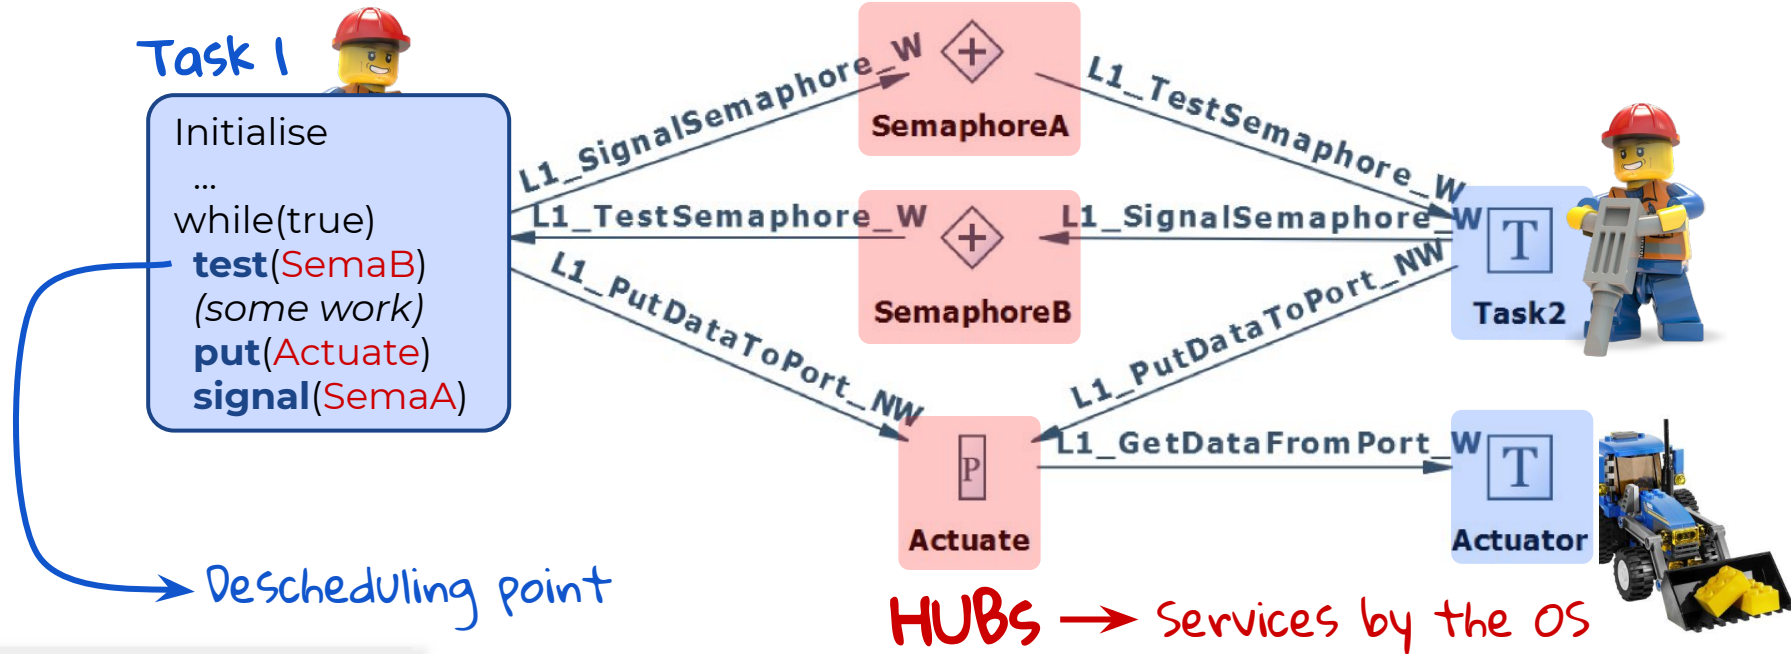 Task 1
Initialise
...
while(true)
test(SemaB)
(some work)
put(Actuate)
signal(SemaA)
Descheduling point
L1_SignalSemaphore_W
L1_TestSemaphore_W
L1_PutDataToPort_NW
SemaphoreA
SemaphoreB
P
Actuate
L1_TestSemaphore_W
L1_SignalSemaphore_W
L1_PutDataToPort_NW
L1_GetDataFromPort_W
T
Task2
T
Actuator
HUBs → Services by the OS